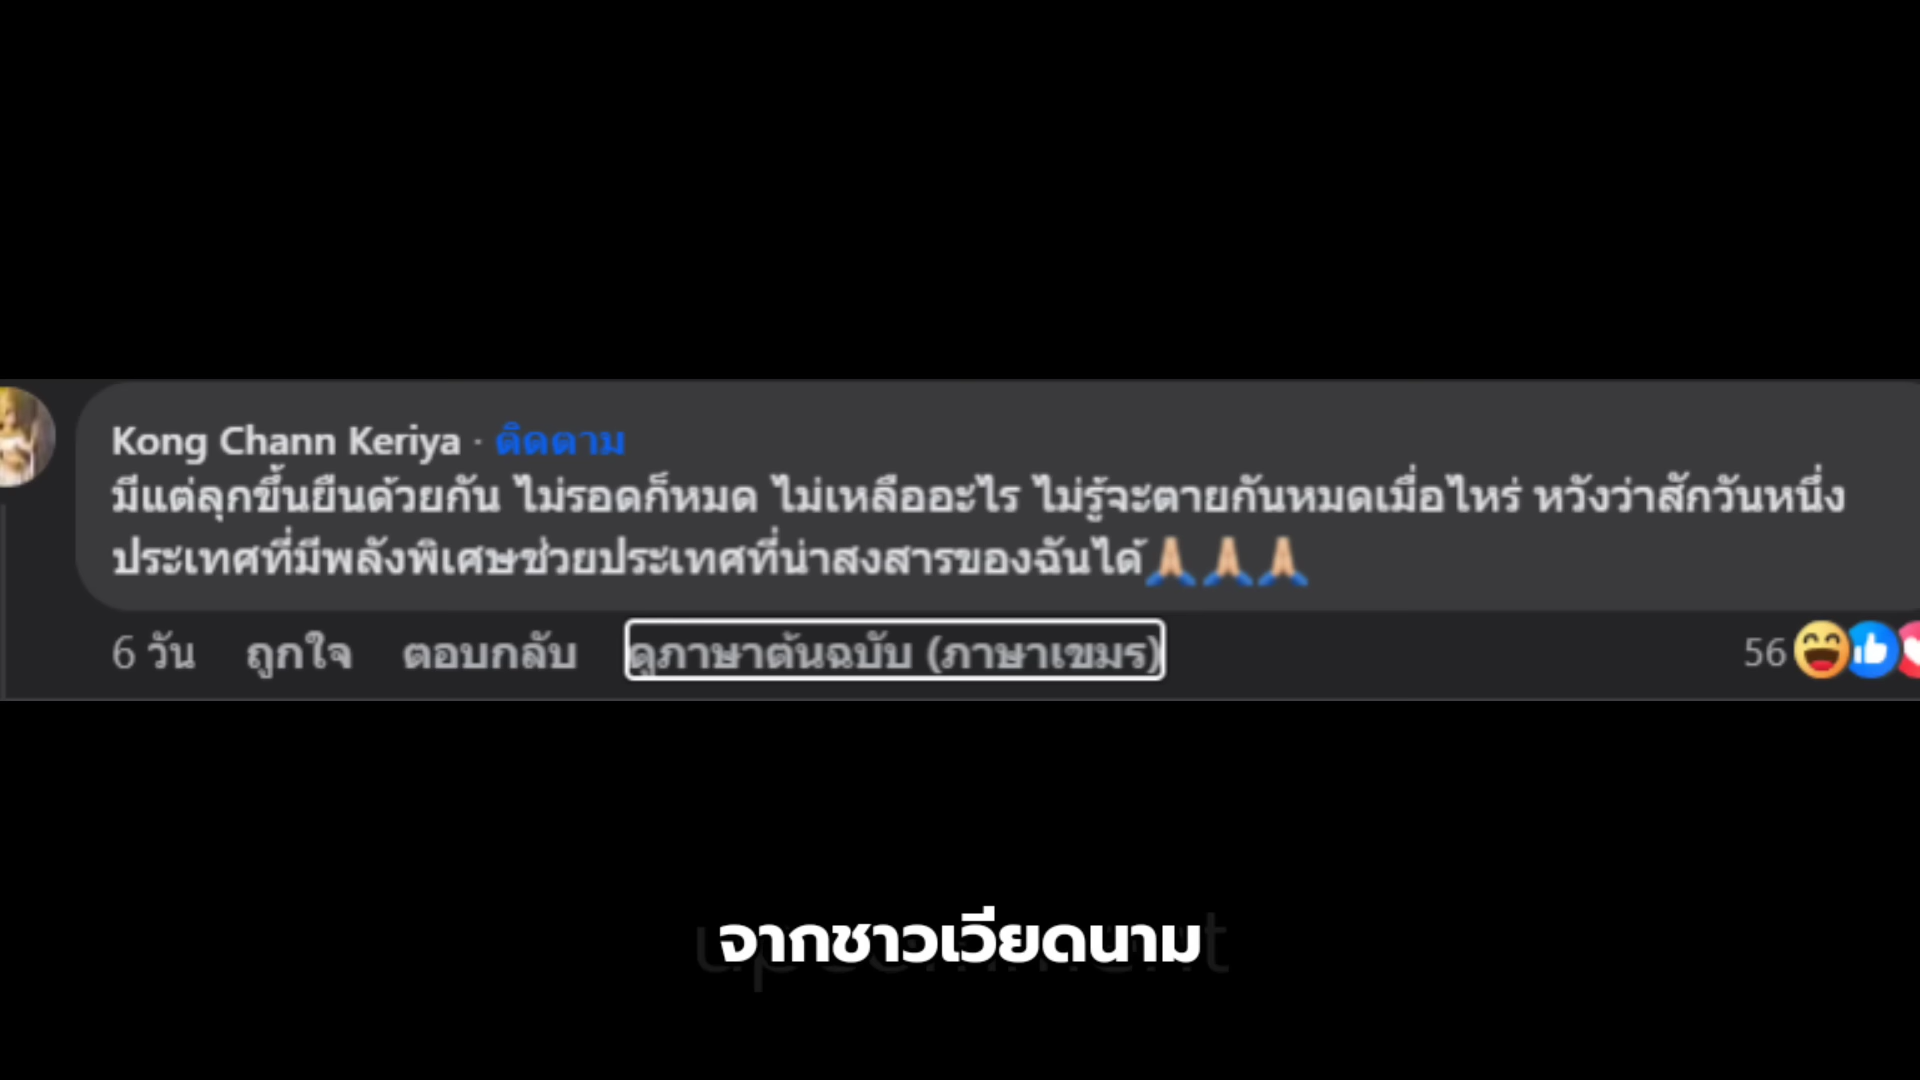 Kong Chann Keriya · ติดตาม
มีแต่ลุกขึ้นยืนด้วยกัน ไม่รอดก็หมด ไม่เหลืออะไร ไม่รู้จะตายกันหมดเมื่อไหร่ หวังว่าสักวันหนึ่ง
ประเทศที่มีพลังพิเศษช่วยประเทศที่น่าสงสารของฉันได้🙏🙏🙏
6 วัน ถูกใจ ตอบกลับ ดูภาษาต้นฉบับ (ภาษาเขมร) 56
จากชาวเวียดนาม